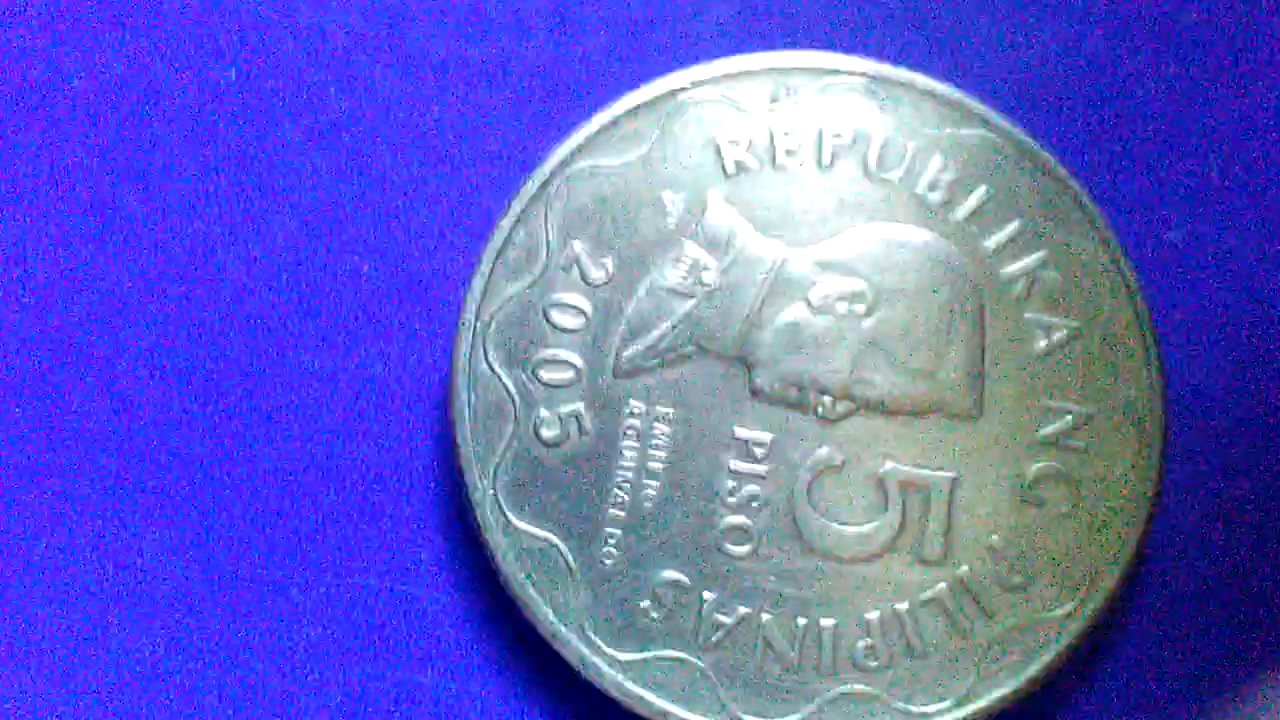 REPUBLIKA NG PILIPINAS
5
PISO
EMILIO
AGUINALDO
2005